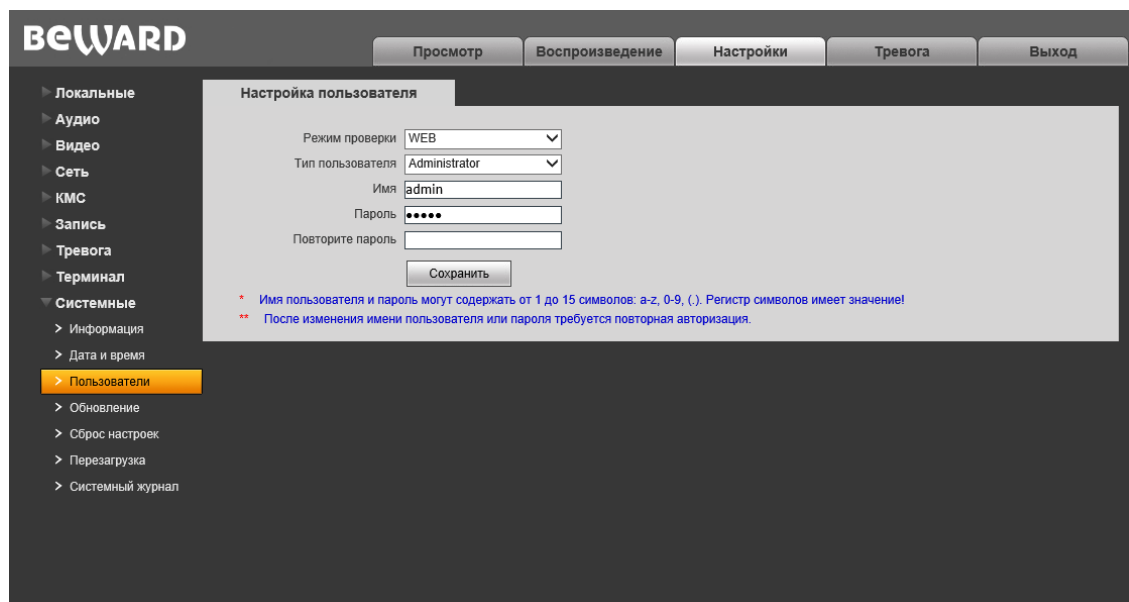 BEWARD
Просмотр Воспроизведение Настройки Тревога Выход
Локальные
Аудио
Видео
Сеть
КМС
Запись
Тревога
Терминал
Системные
Информация
Дата и время
Пользователи
Обновление
Сброс настроек
Перезагрузка
Системный журнал
Настройка пользователя
Режим проверки WEB
Тип пользователя Administrator
Имя admin
Пароль •••••
Повторите пароль
Сохранить
* Имя пользователя и пароль могут содержать от 1 до 15 символов: a-z, 0-9, (.). Регистр символов имеет значение!
** После изменения имени пользователя или пароля требуется повторная авторизация.